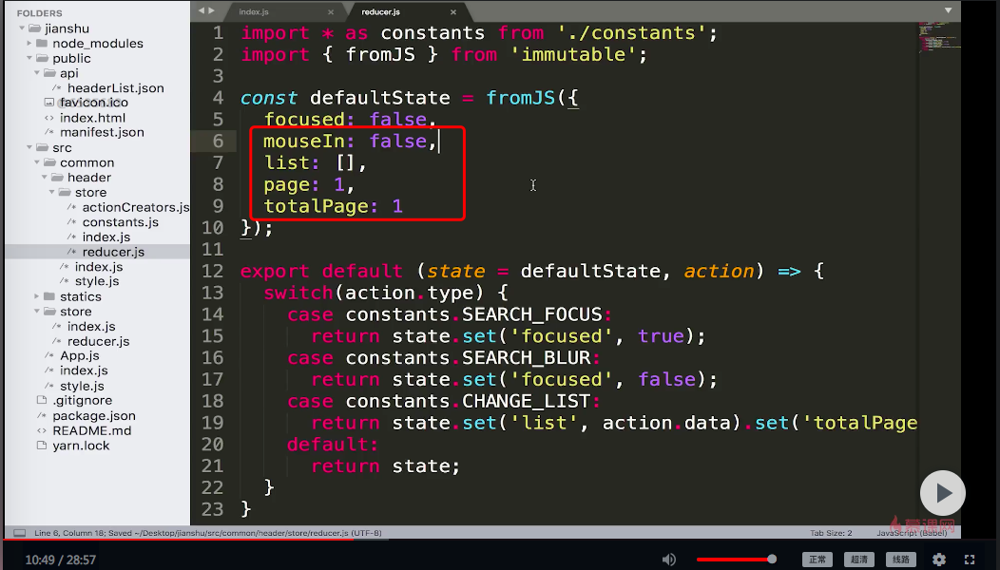 FOLDERS
jianshu
node_modules
public
api
/* headerList.json
favicon.ico
<> index.html
/* manifest.json
src
common
header
store
/* actionCreators.js
/* constants.js
/* index.js
/* reducer.js
/* index.js
/* style.js
statics
store
/* index.js
/* reducer.js
/* App.js
/* index.js
/* style.js
.gitignore
/* package.json
<> README.md
yarn.lock
index.js ×
reducer.js ×
1 import * as constants from './constants';
2 import { fromJS } from 'immutable';
3
4 const defaultState = fromJS({
5 focused: false,
6 mouseIn: false,
7 list: [],
8 page: 1,
9 totalPage: 1
10 });
11
12 export default (state = defaultState, action) => {
13 switch(action.type) {
14 case constants.SEARCH_FOCUS:
15 return state.set('focused', true);
16 case constants.SEARCH_BLUR:
17 return state.set('focused', false);
18 case constants.CHANGE_LIST:
19 return state.set('list', action.data).set('totalPage
20 default:
21 return state;
22 }
23 }
慕课网
Line 6, Column 18; Saved ~/Desktop/jianshu/src/common/header/store/reducer.js (UTF-8)
Tab Size: 2
JavaScript (Babel)
10:49 / 28:57
正常
超清
线路